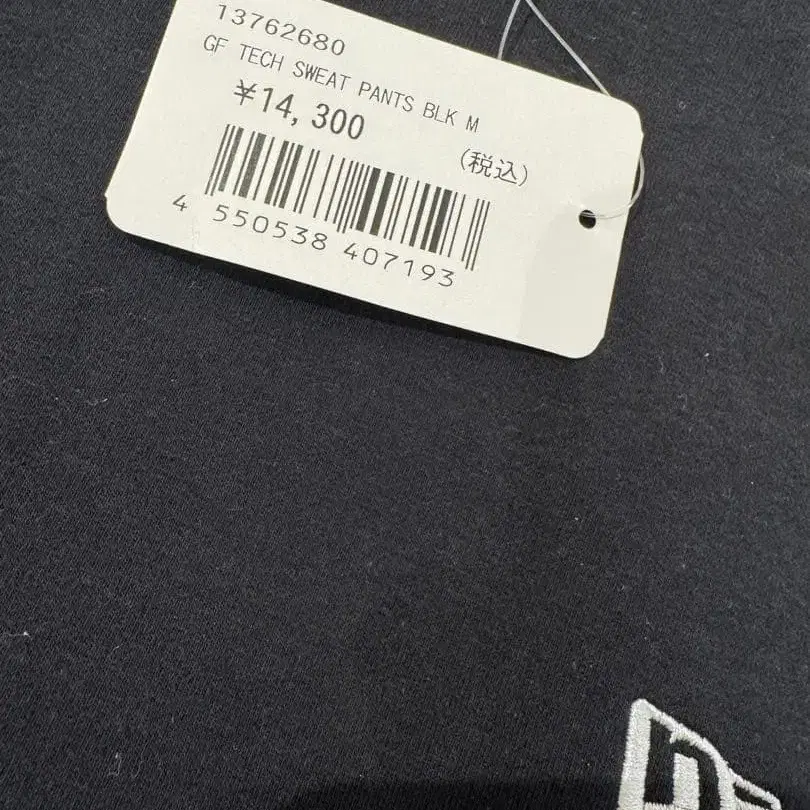 13762680
GF TECH SWEAT PANTS BLK M
¥14,300
(税込)
4 550538 407193